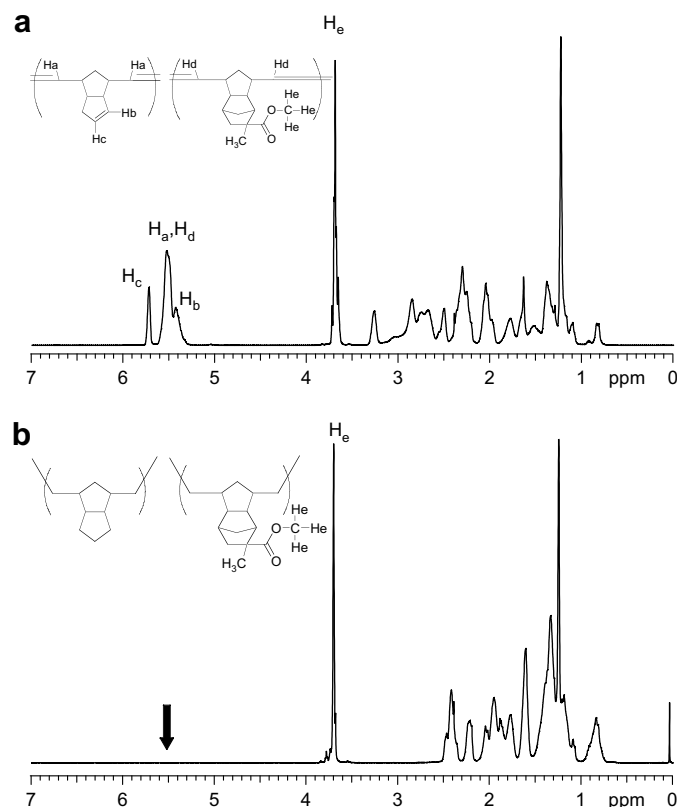 a
He
Ha Ha Hd Hd
He
O C He
He
Hb
H3C O
Hc
Ha,Hd
Hc
Hb
7 6 5 4 3 2 1 ppm 0
b
He
He
O C He
He
H3C O
7 6 5 4 3 2 1 ppm 0